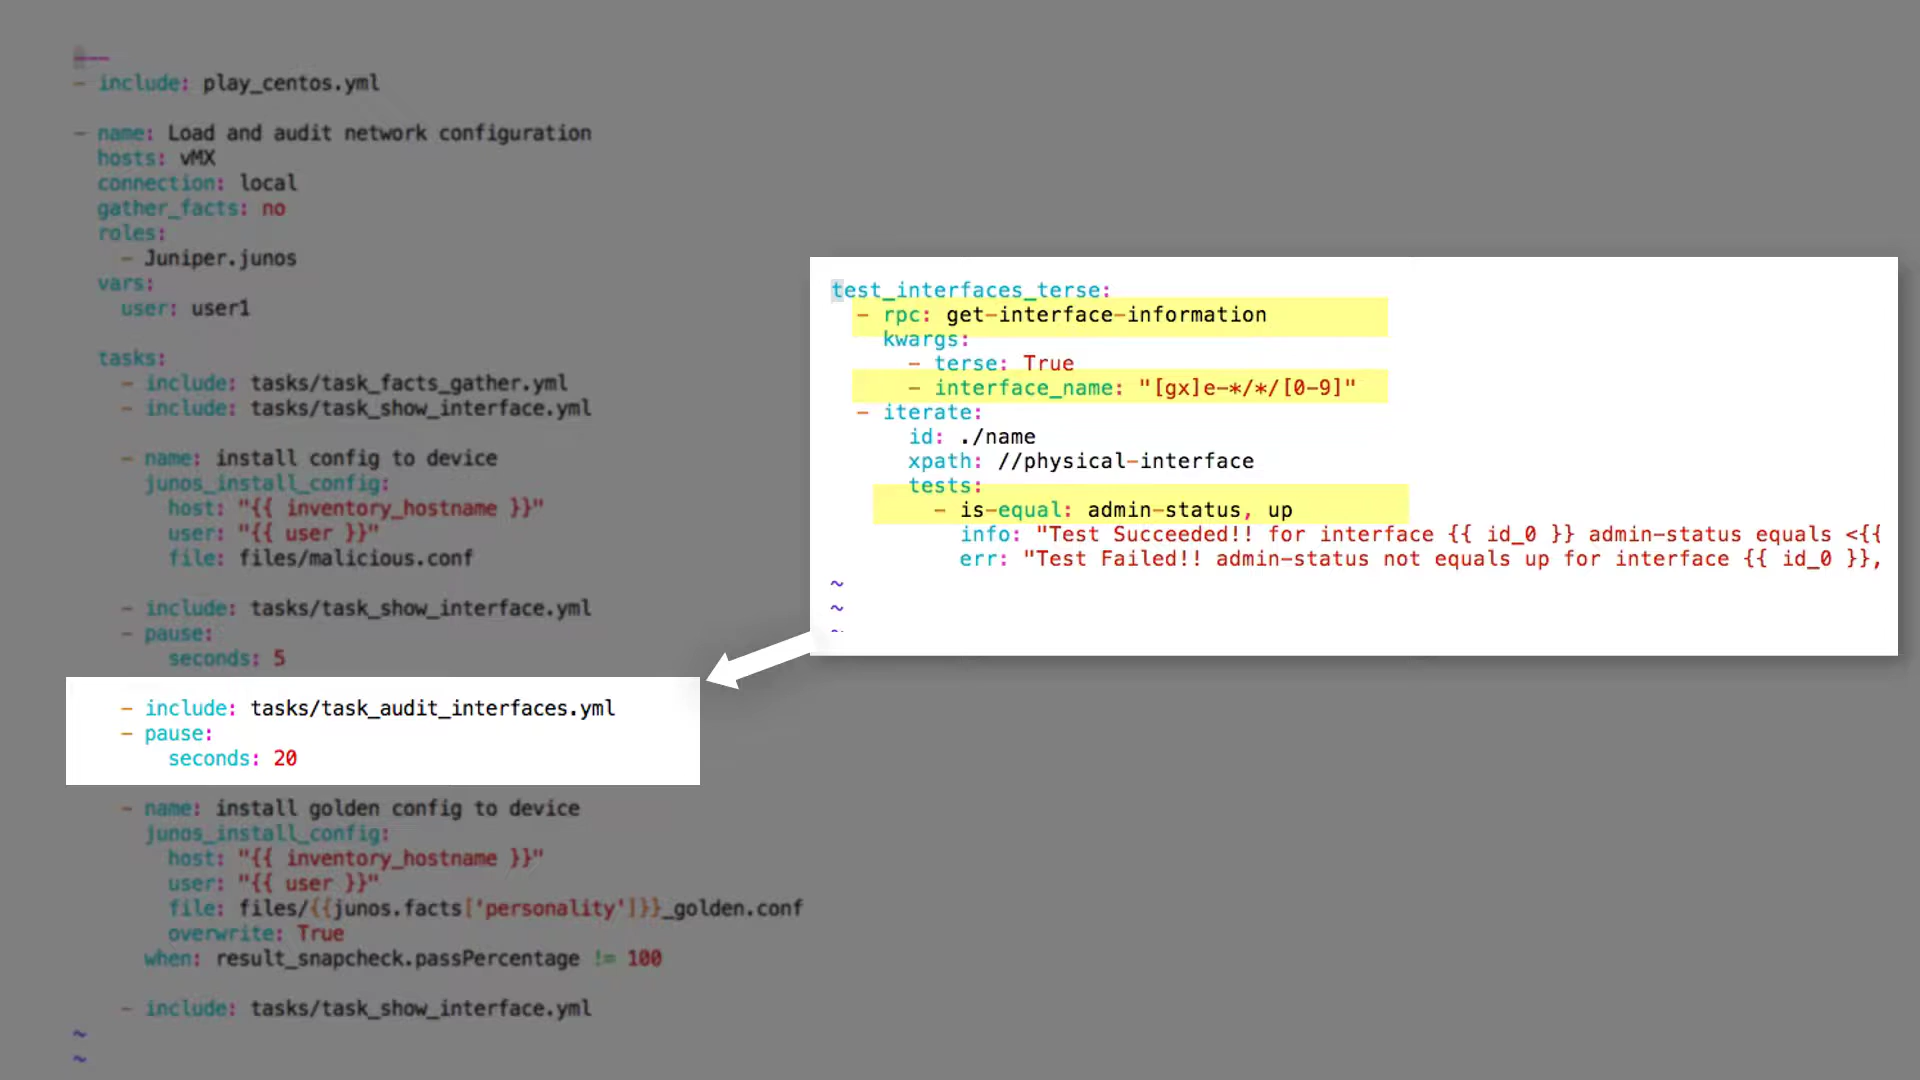 ---
- include: play_centos.yml
- name: Load and audit network configuration
hosts: vMX
connection: local
gather_facts: no
roles:
- Juniper.junos
vars:
user: user1
tasks:
- include: tasks/task_facts_gather.yml
- include: tasks/task_show_interface.yml
- name: install config to device
junos_install_config:
host: "{{ inventory_hostname }}"
user: "{{ user }}"
file: files/malicious.conf
- include: tasks/task_show_interface.yml
- pause:
seconds: 5
- include: tasks/task_audit_interfaces.yml
- pause:
seconds: 20
- name: install golden config to device
junos_install_config:
host: "{{ inventory_hostname }}"
user: "{{ user }}"
file: files/{{junos.facts['personality']}}_golden.conf
overwrite: True
when: result_snapcheck.passPercentage != 100
- include: tasks/task_show_interface.yml
~
~
test_interfaces_terse:
- rpc: get-interface-information
kwargs:
- terse: True
- interface_name: "[gx]e-*/*/[0-9]"
- iterate:
id: ./name
xpath: //physical-interface
tests:
- is-equal: admin-status, up
info: "Test Succeeded!! for interface {{ id_0 }} admin-status equals <{{
err: "Test Failed!! admin-status not equals up for interface {{ id_0 }},
~
~
~